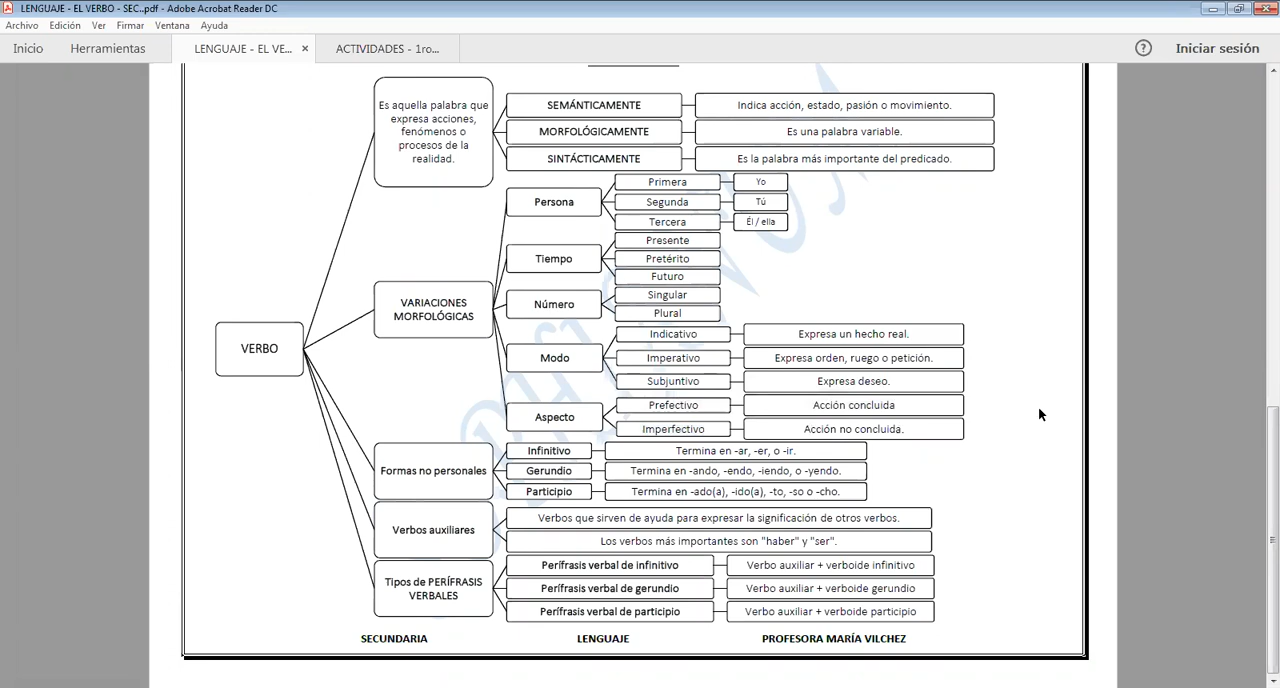 LENGUAJE - EL VERBO - SEC..pdf - Adobe Acrobat Reader DC
Archivo Edición Ver Firmar Ventana Ayuda
Inicio Herramientas LENGUAJE - EL VE... × ACTIVIDADES - 1ro... ? Iniciar sesión
Es aquella palabra que
expresa acciones,
fenómenos o
procesos de la
realidad.
SEMÁNTICAMENTE Indica acción, estado, pasión o movimiento.
MORFOLÓGICAMENTE Es una palabra variable.
SINTÁCTICAMENTE Es la palabra más importante del predicado.
VERBO
VARIACIONES
MORFOLÓGICAS
Persona
Primera Yo
Segunda Tú
Tercera Él / ella
Tiempo
Presente
Pretérito
Futuro
Número
Singular
Plural
Modo
Indicativo Expresa un hecho real.
Imperativo Expresa orden, ruego o petición.
Subjuntivo Expresa deseo.
Aspecto
Prefectivo Acción concluida
Imperfectivo Acción no concluida.
Formas no personales
Infinitivo Termina en -ar, -er, o -ir.
Gerundio Termina en -ando, -endo, -iendo, o -yendo.
Participio Termina en -ado(a), -ido(a), -to, -so o -cho.
Verbos auxiliares
Verbos que sirven de ayuda para expresar la significación de otros verbos.
Los verbos más importantes son "haber" y "ser".
Tipos de PERÍFRASIS
VERBALES
Perífrasis verbal de infinitivo Verbo auxiliar + verboide infinitivo
Perífrasis verbal de gerundio Verbo auxiliar + verboide gerundio
Perífrasis verbal de participio Verbo auxiliar + verboide participio
SECUNDARIA LENGUAJE PROFESORA MARÍA VILCHEZ